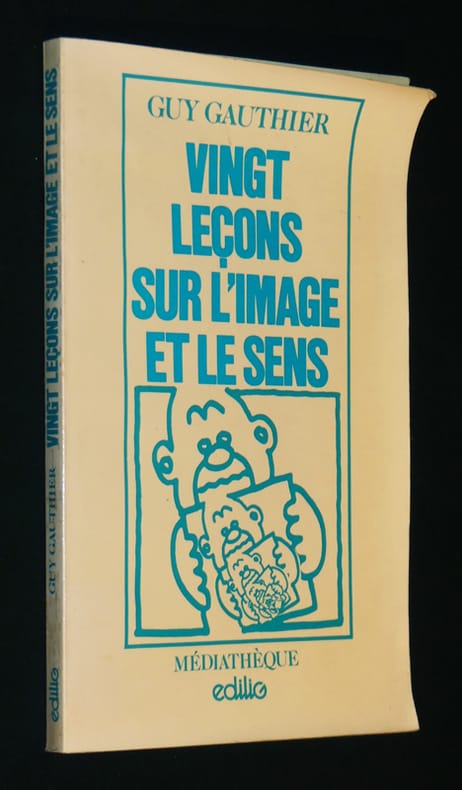 GUY GAUTHIER
VINGT
LEÇONS
SUR L'IMAGE
ET LE SENS
MÉDIATHÈQUE
edilig
edilig GUY GAUTHIER VINGT LEÇONS SUR L'IMAGE ET LE SENS